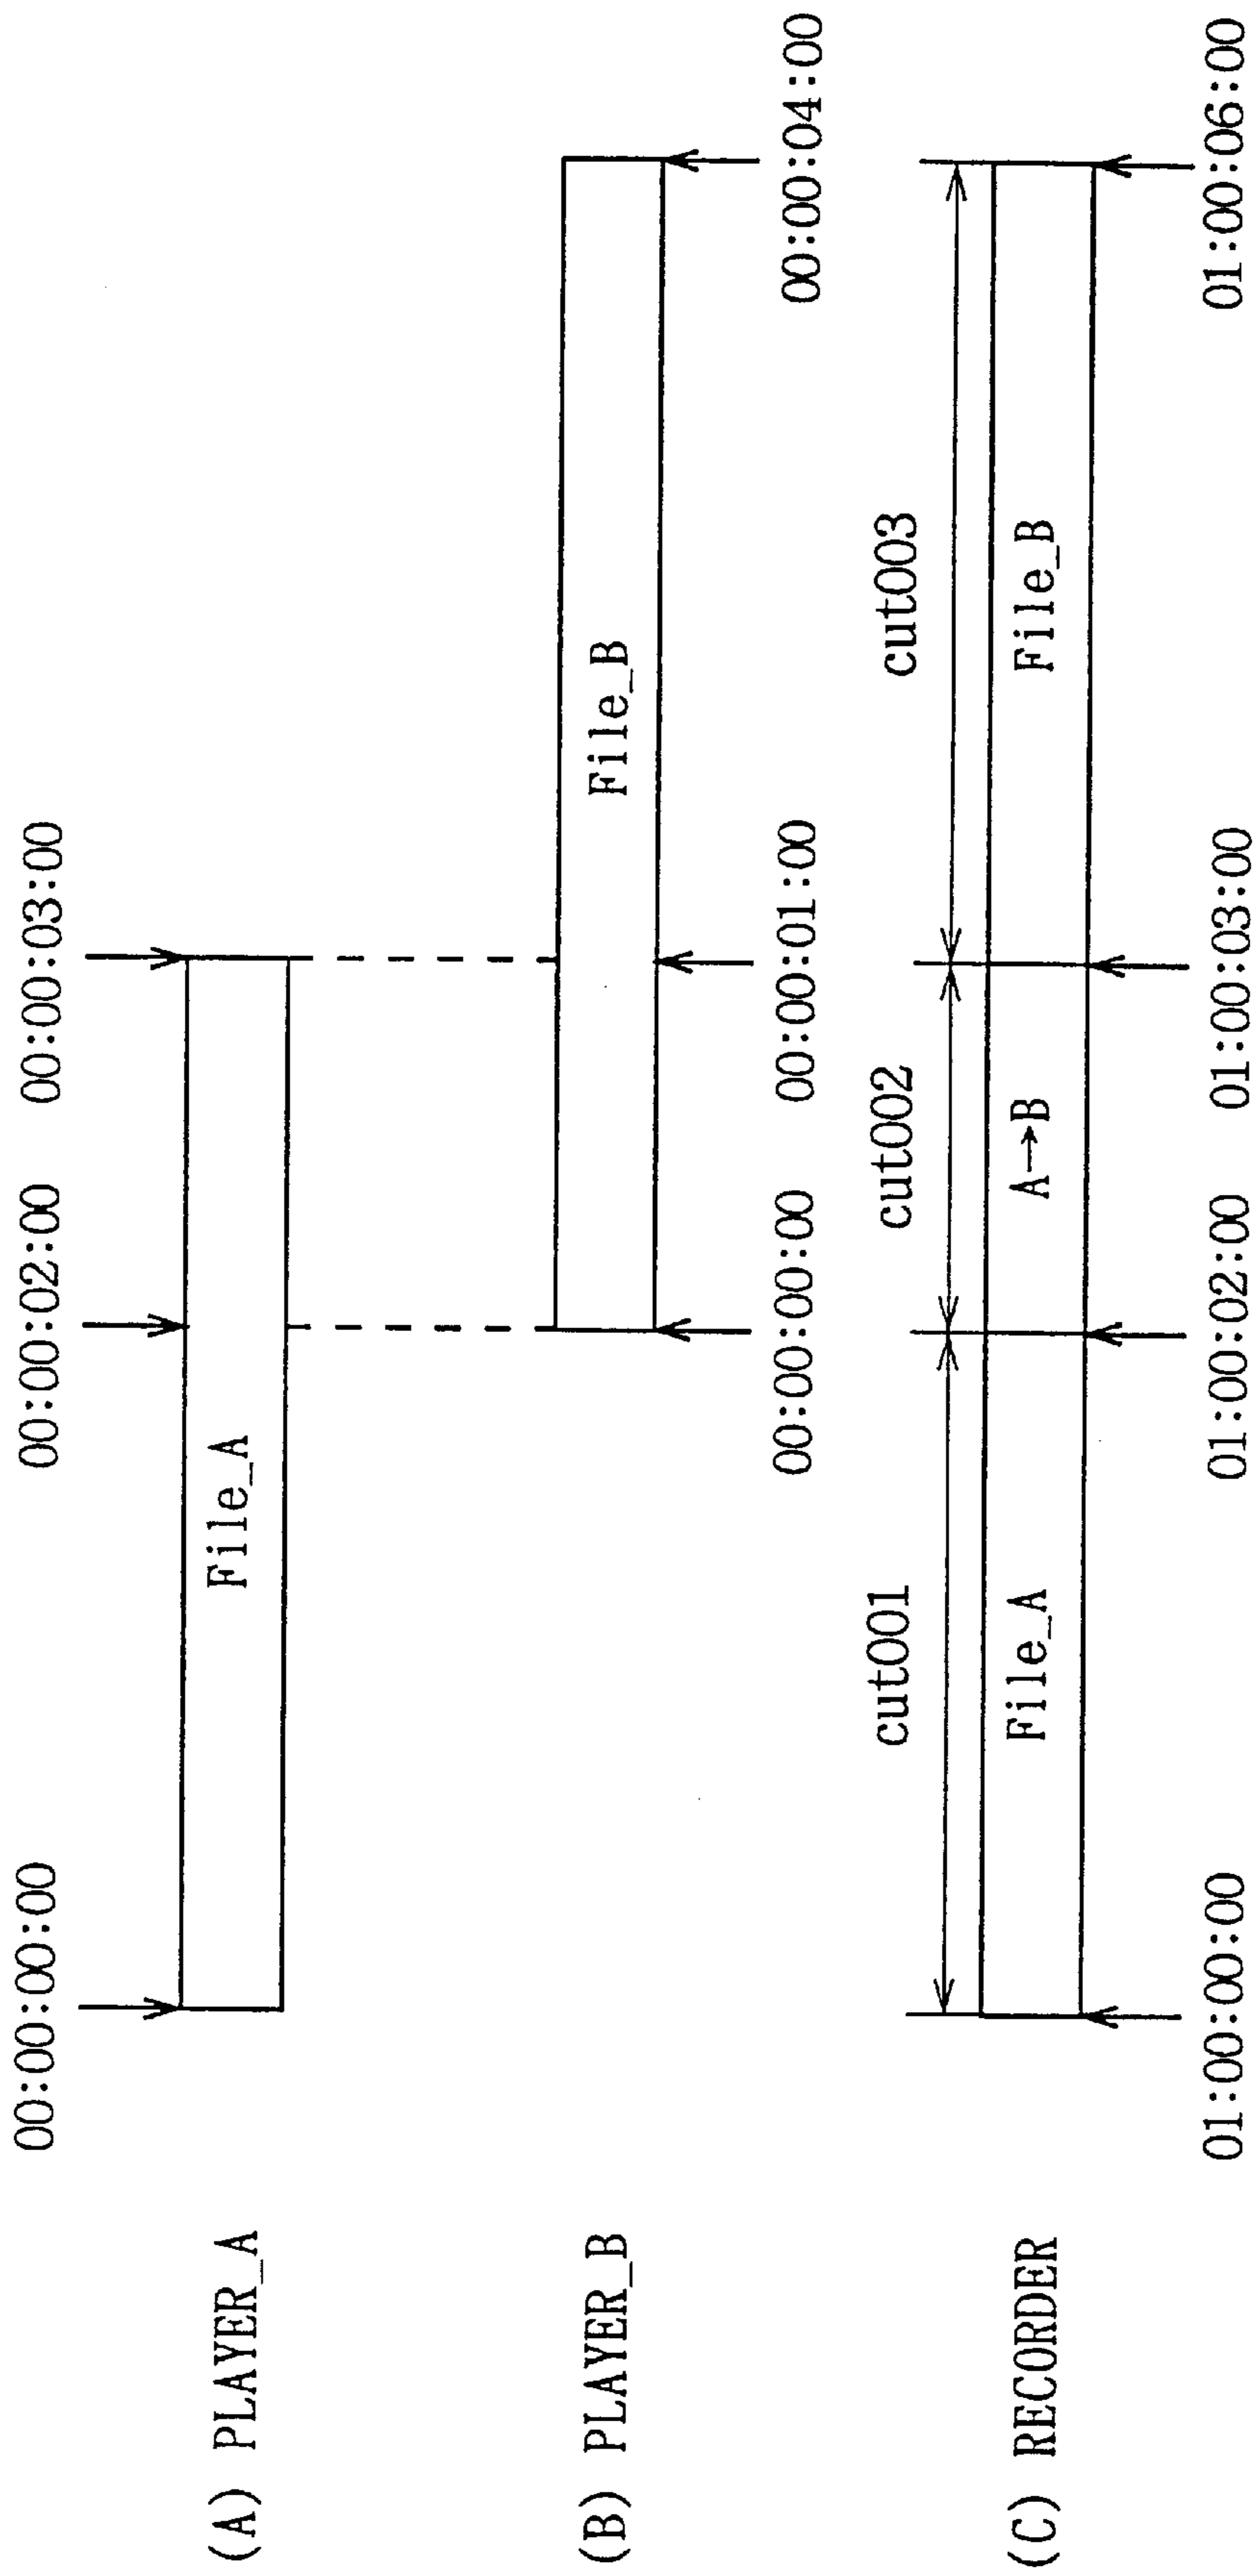 00:00:00:00 00:00:02:00 00:00:03:00
(A) PLAYER_A File_A
(B) PLAYER_B File_B
00:00:00:00 00:00:01:00 00:00:04:00
cut001 cut002 cut003
(C) RECORDER File_A A→B File_B
01:00:00:00 01:00:02:00 01:00:03:00 01:00:06:00